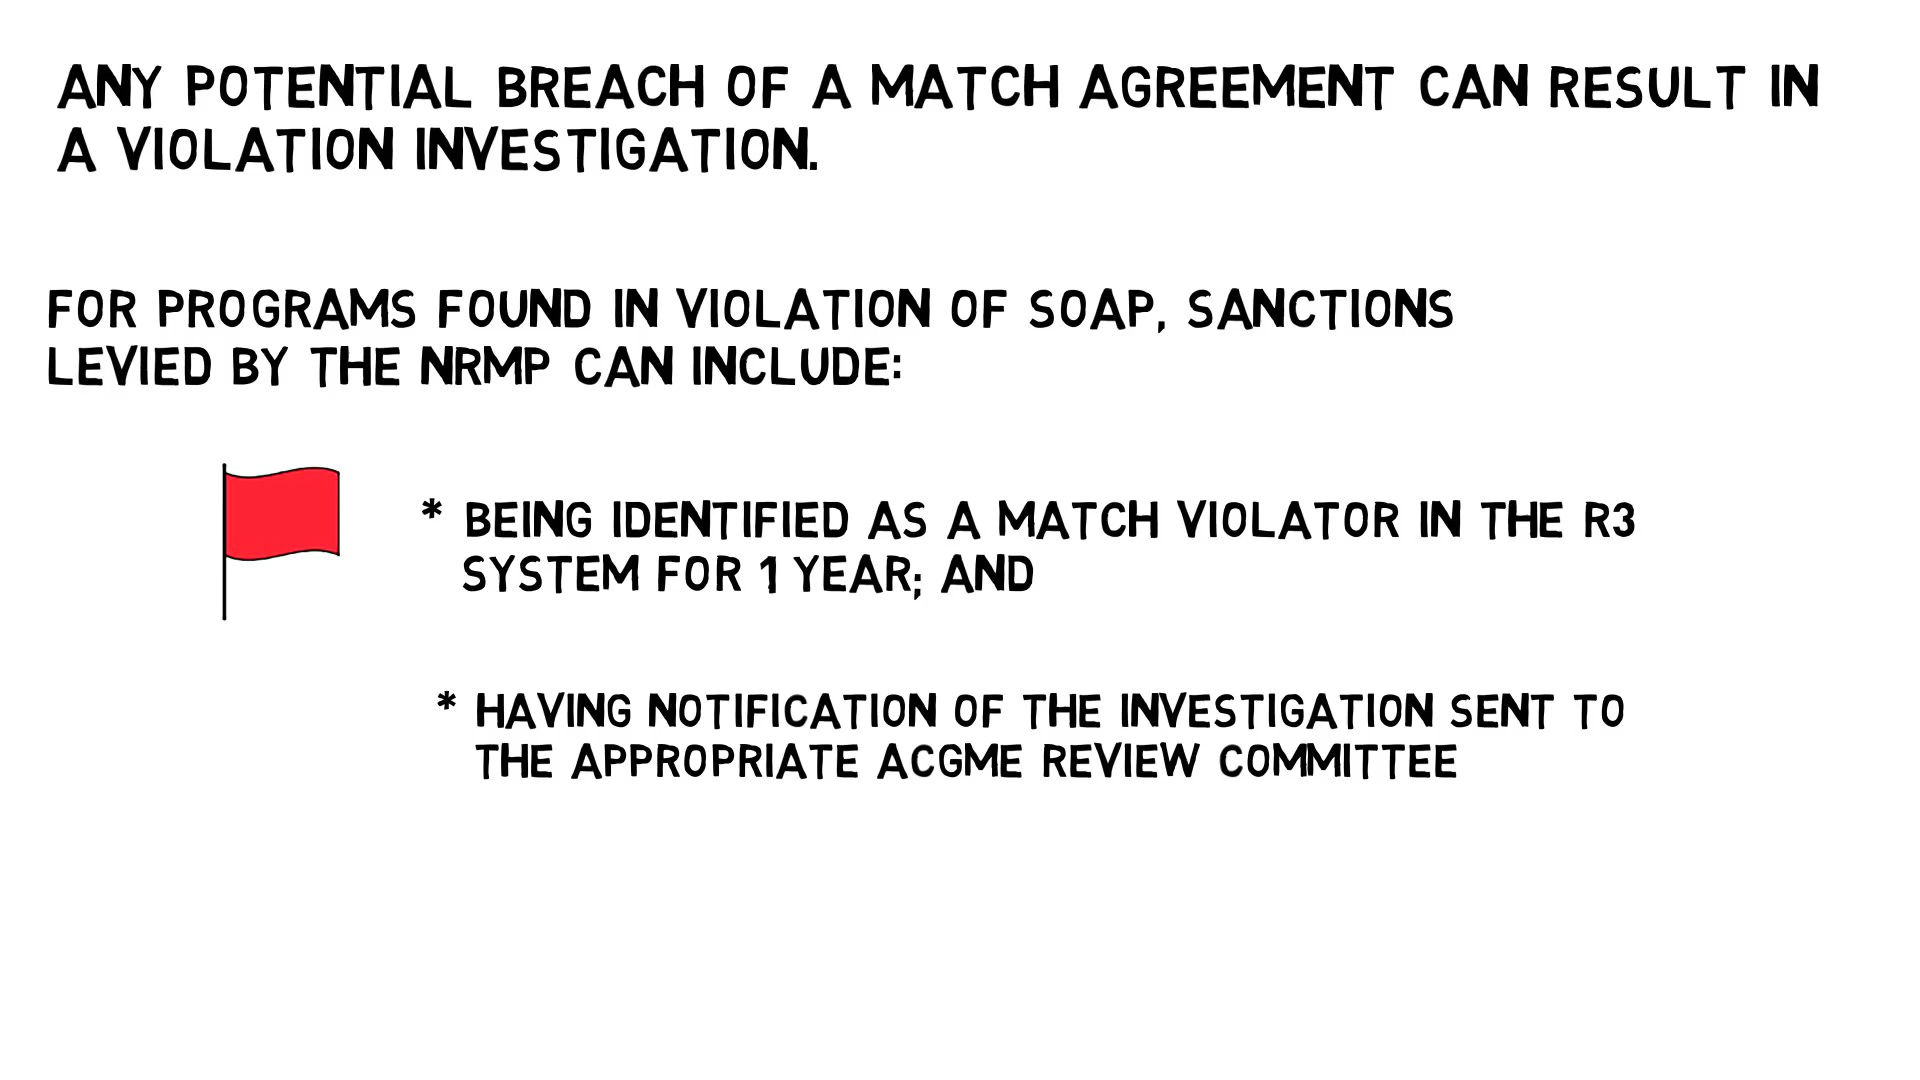 ANY POTENTIAL BREACH OF A MATCH AGREEMENT CAN RESULT IN
A VIOLATION INVESTIGATION.
FOR PROGRAMS FOUND IN VIOLATION OF SOAP, SANCTIONS
LEVIED BY THE NRMP CAN INCLUDE:
* BEING IDENTIFIED AS A MATCH VIOLATOR IN THE R3
SYSTEM FOR 1 YEAR; AND
* HAVING NOTIFICATION OF THE INVESTIGATION SENT TO
THE APPROPRIATE ACGME REVIEW COMMITTEE